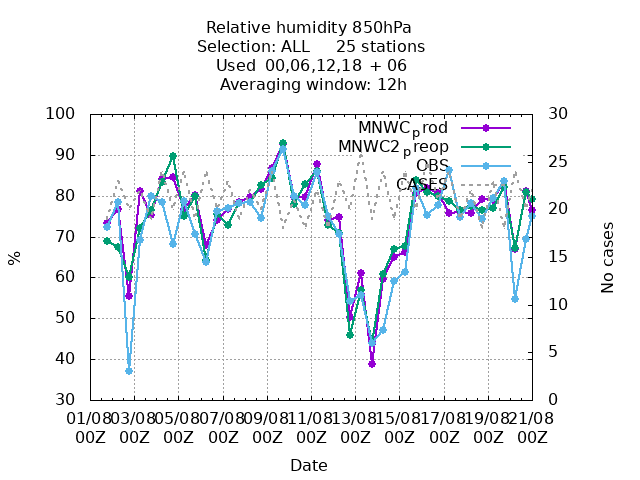 Relative humidity 850hPa
Selection: ALL 25 stations
Used 00,06,12,18 + 06
Averaging window: 12h
100
90
80
70
60
50
40
30
%
30
25
20
15
10
5
0
No cases
MNWCprod
MNWC2preop
OBS
CASES
01/08 03/08 05/08 07/08 09/08 11/08 13/08 15/08 17/08 19/08 21/08
00Z 00Z 00Z 00Z 00Z 00Z 00Z 00Z 00Z 00Z 00Z
Date